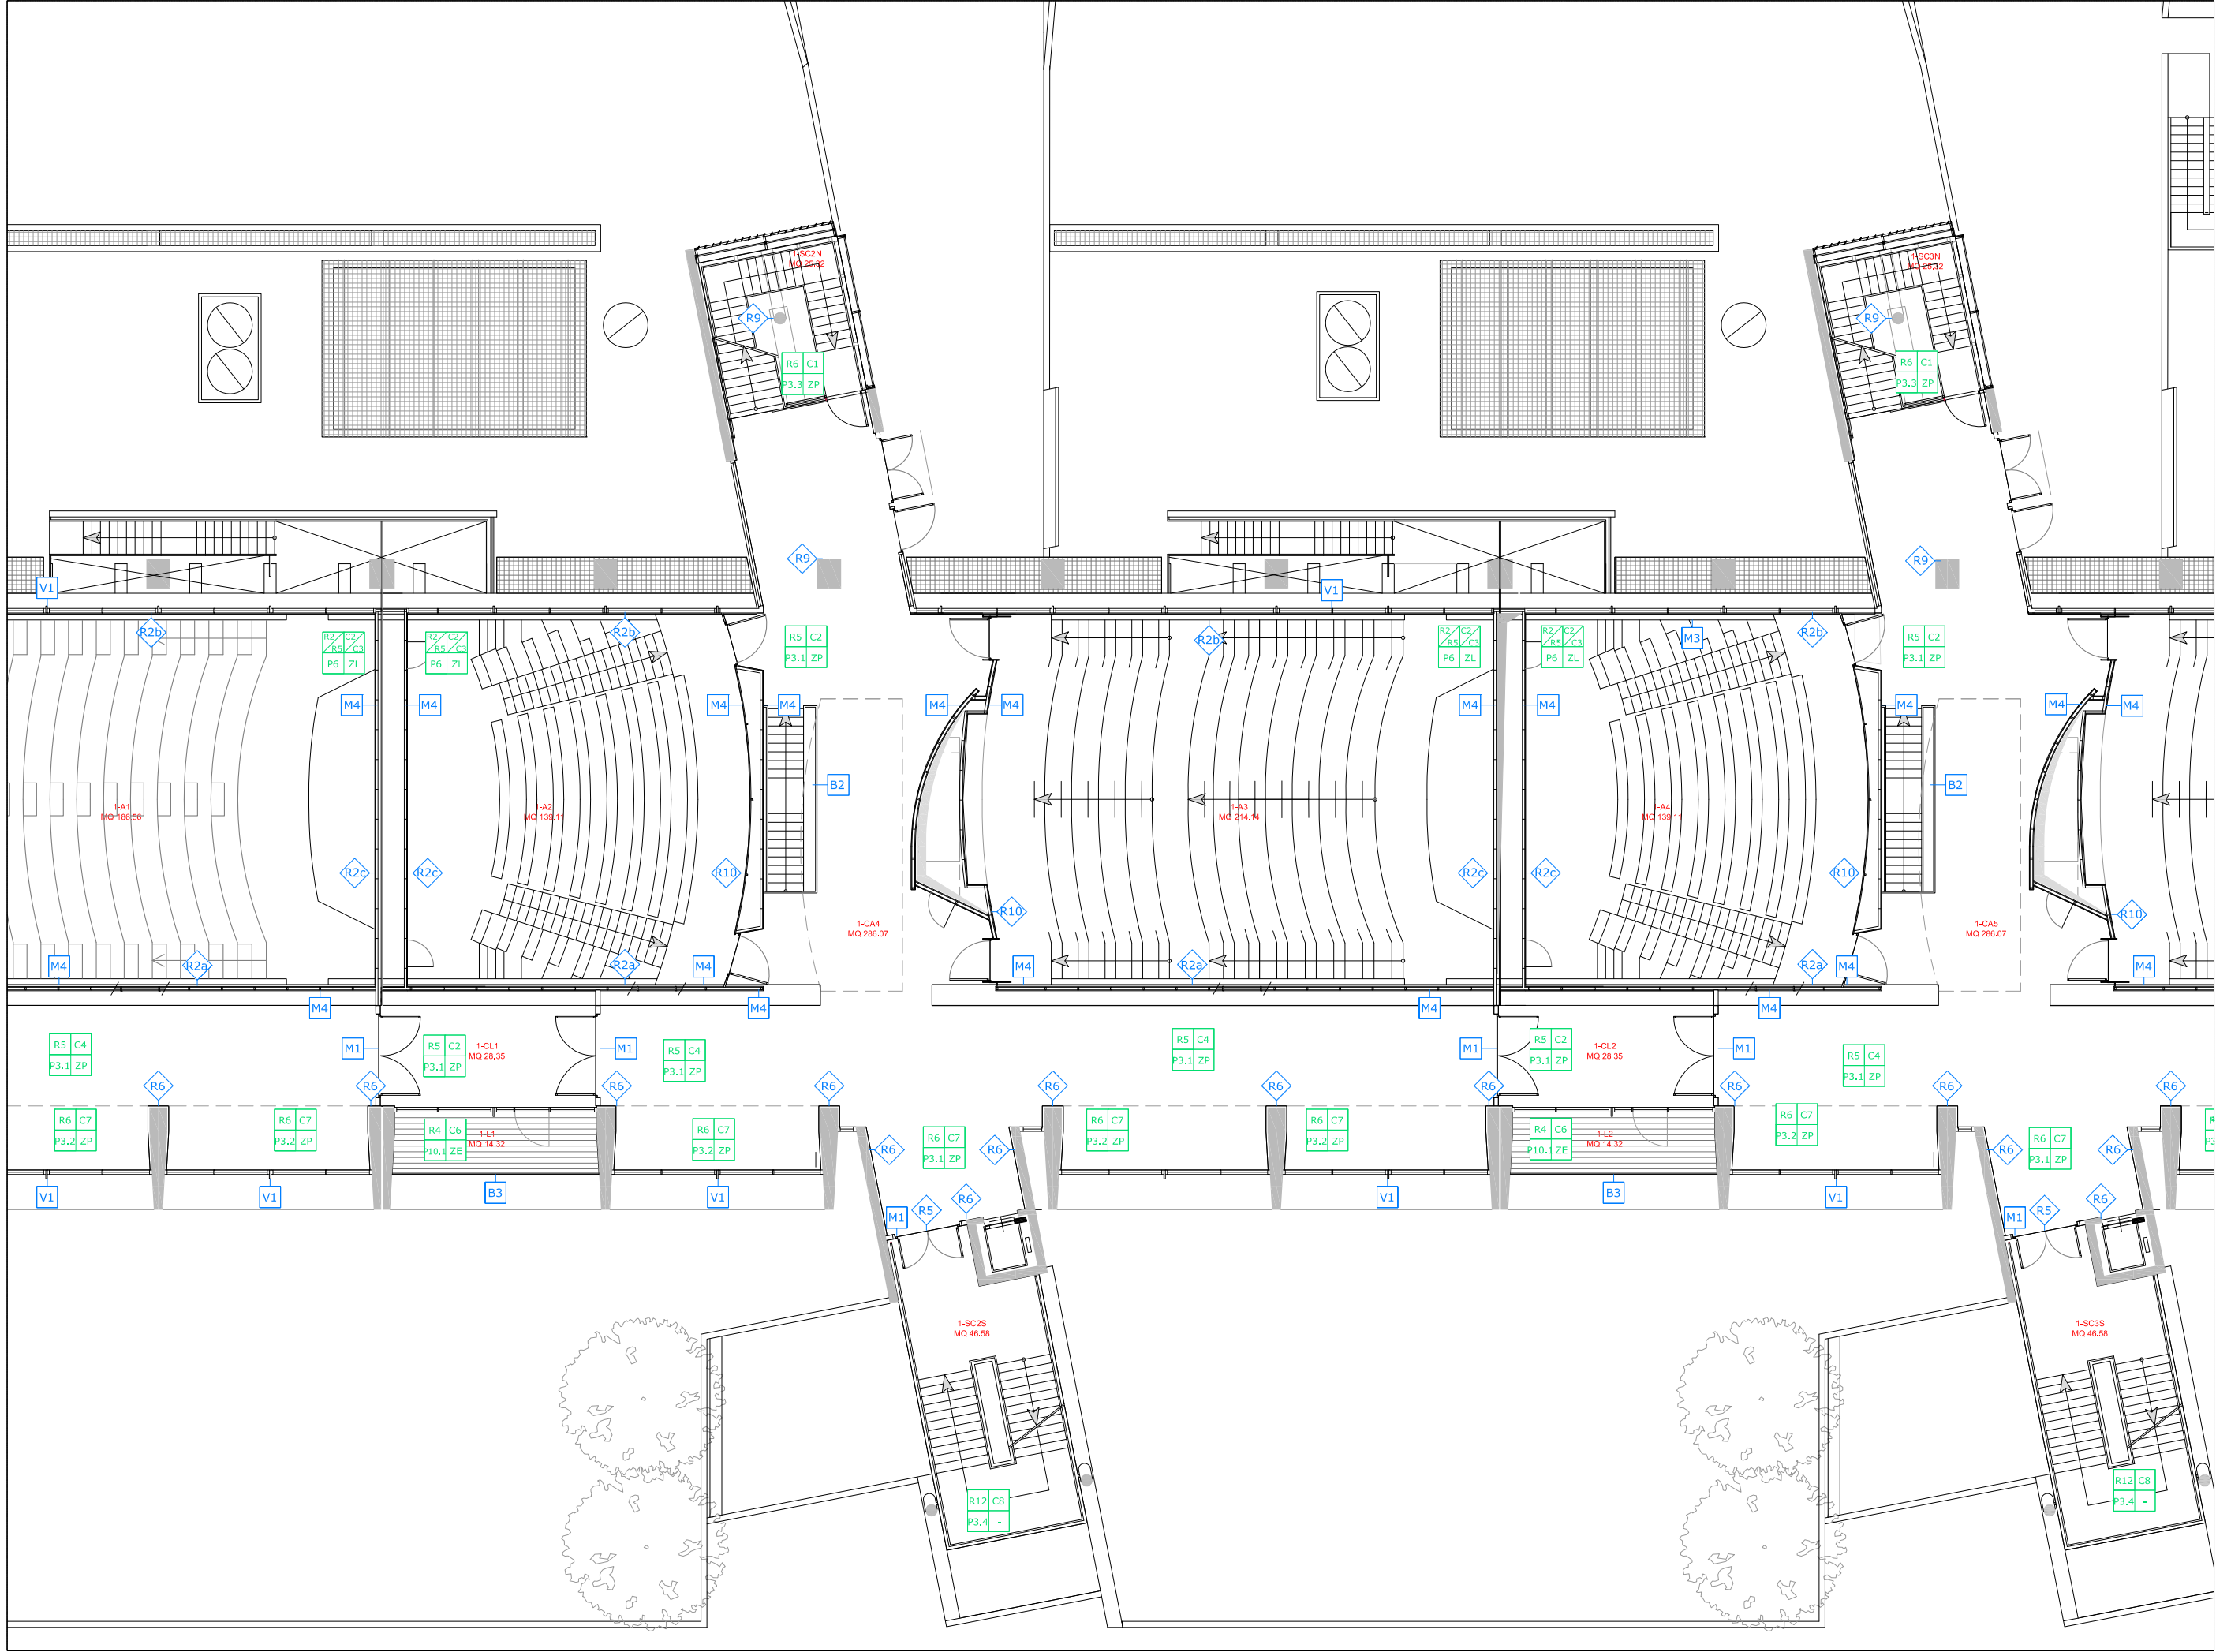 1-SC2N
MQ 25.32
1-SC3N
MQ 25.32
R9
R9
R6 C1
P3.3 ZP
R6 C1
P3.3 ZP
R9
R9
V1
V1
R2b
R2 C2
R5 C3
P6 ZL
R2 C2
R5 C3
P6 ZL
R2b
R5 C2
P3.1 ZP
R2b
R2 C2
R5 C3
P6 ZL
R2 C2
R5 C3
P6 ZL
M3
R2b
R5 C2
P3.1 ZP
M4
M4
M4
M4
M4
M4
M4
M4
M4
M4
M4
B2
B2
1-A1
MQ 186,56
1-A2
MQ 139,11
1-A3
MQ 214,14
1-A4
MQ 139,11
R2c
R2c
R10
R2c
R2c
R10
R10
R10
1-CA4
MQ 286.07
1-CA5
MQ 286.07
M4
R2a
R2a
M4
M4
R2a
R2a
M4
M4
M4
M4
M4
M4
R5 C4
P3.1 ZP
M1
R5 C2
P3.1 ZP
1-CL1
MQ 28,35
M1
R5 C4
P3.1 ZP
R5 C4
P3.1 ZP
M1
R5 C2
P3.1 ZP
1-CL2
MQ 28,35
M1
R5 C4
P3.1 ZP
R6
R6
R6
R6
R6
R6
R6
R6
R6
R6
R6 C7
P3.2 ZP
R6 C7
P3.2 ZP
R4 C6
P10.1 ZE
1-L1
MQ 14,32
R6 C7
P3.2 ZP
R6
R6 C7
P3.1 ZP
R6
R6 C7
P3.2 ZP
R6 C7
P3.2 ZP
R4 C6
P10.1 ZE
1-L2
MQ 14,32
R6 C7
P3.2 ZP
R6
R6 C7
P3.1 ZP
R6
V1
V1
B3
V1
M1
R5
R6
V1
B3
V1
M1
R5
R6
1-SC2S
MQ 46.58
1-SC3S
MQ 46.58
R12 C8
P3.4 -
R12 C8
P3.4 -